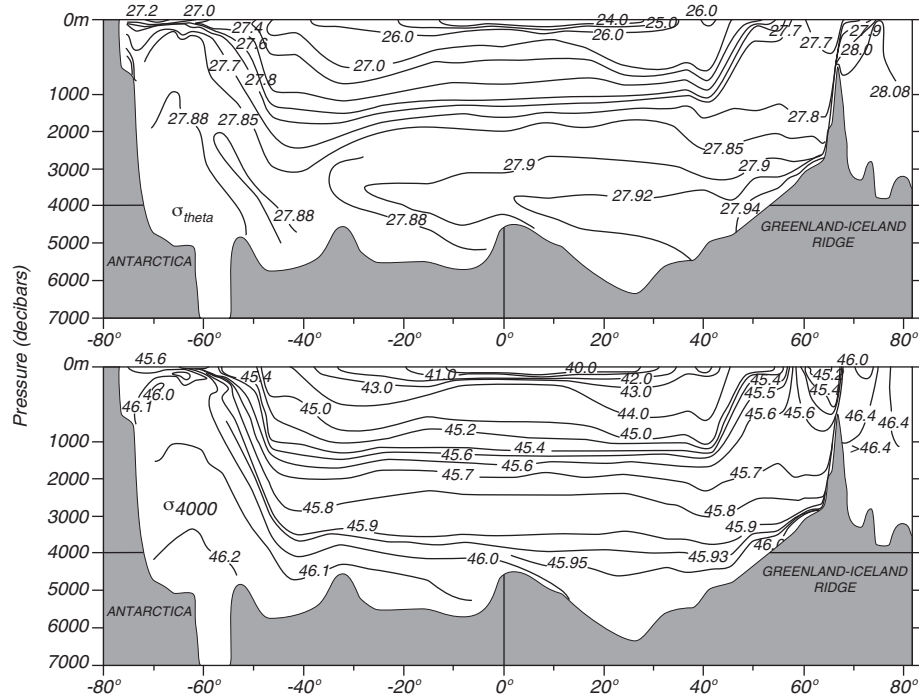 27.2 27.0 24.0 25.0 26.0
0m 27.4 26.0 26.0 27.7 27.9
27.6 27.7 28.0
27.7 27.0
27.8 28.08
1000
27.88 27.85 27.8
2000
27.85
3000 27.9 27.9
27.92
4000 σtheta 27.88 27.88 27.94
GREENLAND-ICELAND
RIDGE
5000
ANTARCTICA
6000
7000
-80° -60° -40° -20° 0° 20° 40° 60° 80°
Pressure (decibars)
45.6 46.0
0m 45.4 41.0 40.0 42.0 45.4 45.2
46.0 43.0 43.0 45.5 45.4
46.1 45.0 44.0 45.6 45.6 46.4 46.4
45.2 45.0
1000 45.4 >46.4
45.6 45.6
2000 45.7 45.7
3000 σ4000 45.8 45.8
45.9 45.9
4000 46.2 46.0 45.95 45.93 46.0
46.1
GREENLAND-ICELAND
RIDGE
5000
ANTARCTICA
6000
7000
-80° -60° -40° -20° 0° 20° 40° 60° 80°